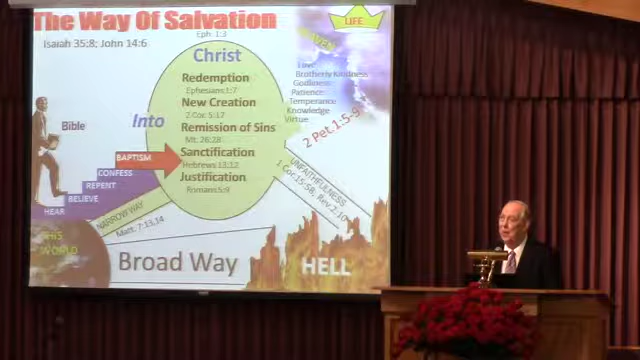 The Way Of Salvation
Isaiah 35:8; John 14:6
Eph. 1:3
LIFE
HEAVEN
Christ
Redemption
Ephesians 1:7
New Creation
2 Cor. 5:17
Remission of Sins
Mt. 26:28
Sanctification
Hebrews 13:12
Justification
Romans 5:9
Into
Love
Brotherly Kindness
Godliness
Patience
Temperance
Knowledge
Virtue
2 Pet. 1:5-9
Bible
BAPTISM
CONFESS
REPENT
BELIEVE
HEAR
NARROW WAY
Matt. 7:13,14
UNFAITHFULNESS
1 Cor. 15:58; Rev. 2:10
THIS
WORLD
Broad Way
HELL